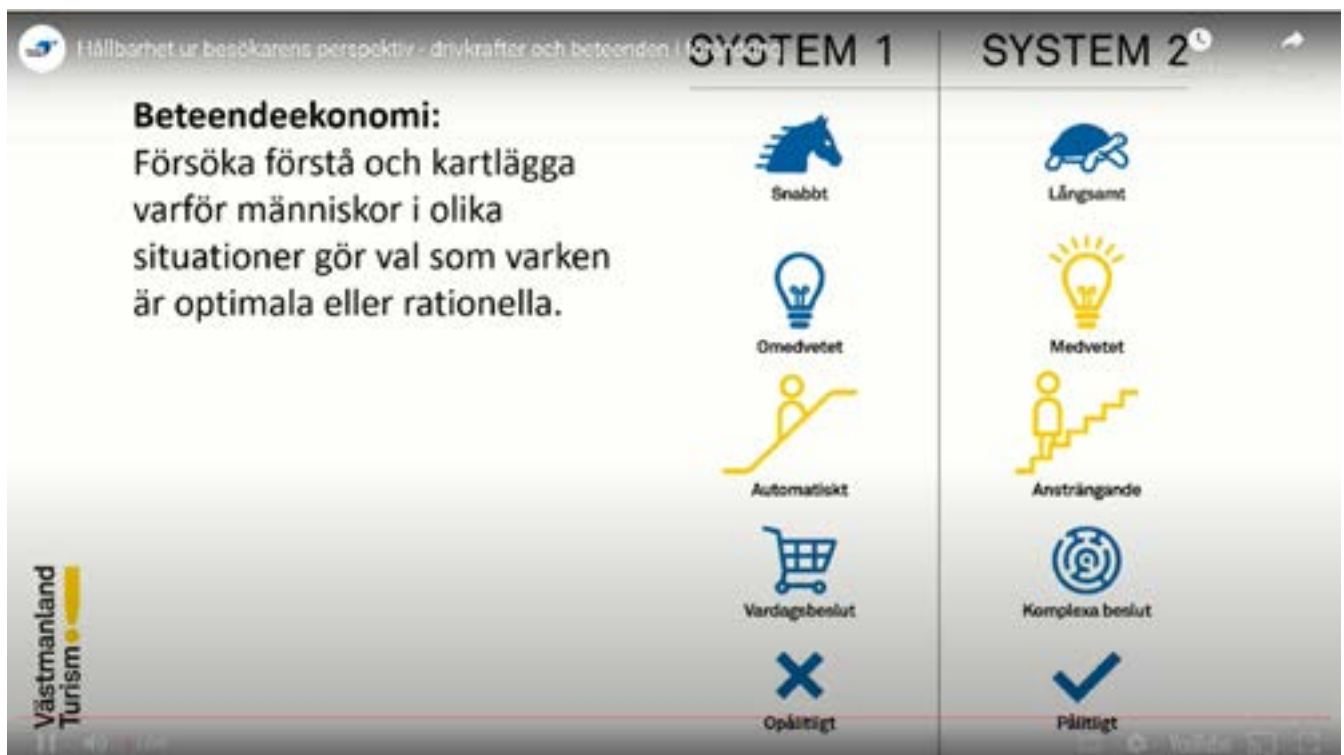 Hållbarhet ur besökarens perspektiv - drivkrafter och beteenden i
SYSTEM 1
SYSTEM 2
Beteendeekonomi:
Försöka förstå och kartlägga
varför människor i olika
situationer gör val som varken
är optimala eller rationella.
Snabbt
Långsamt
Omedvetet
Medvetet
Automatiskt
Ansträngande
Vardagsbeslut
Komplexa beslut
Opålitligt
Pålitligt
Västmanland
Turism
YouTube